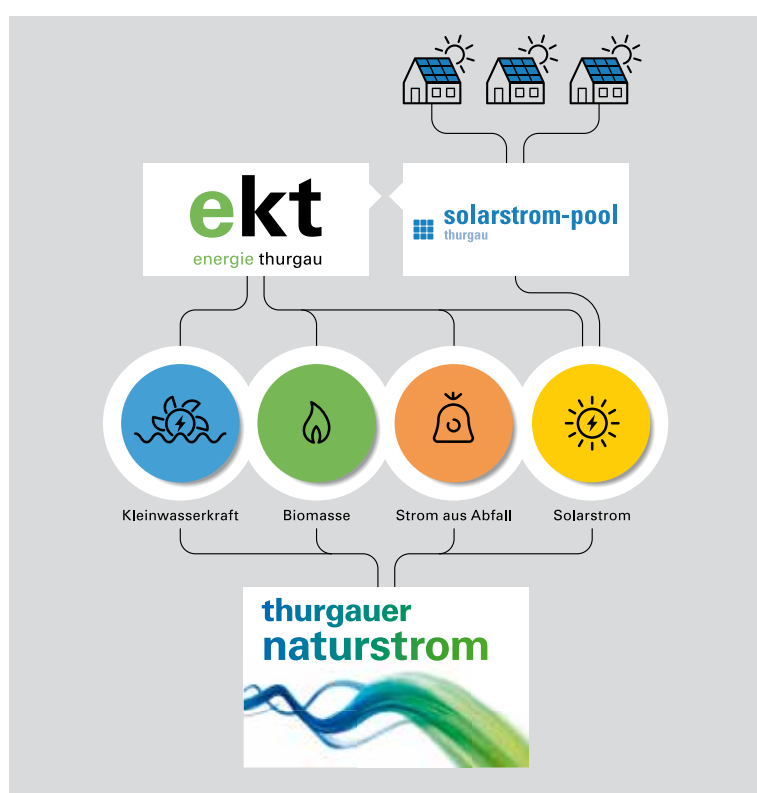 ekt
energie thurgau
solarstrom-pool
thurgau
Kleinwasserkraft
Biomasse
Strom aus Abfall
Solarstrom
thurgauer
naturstrom